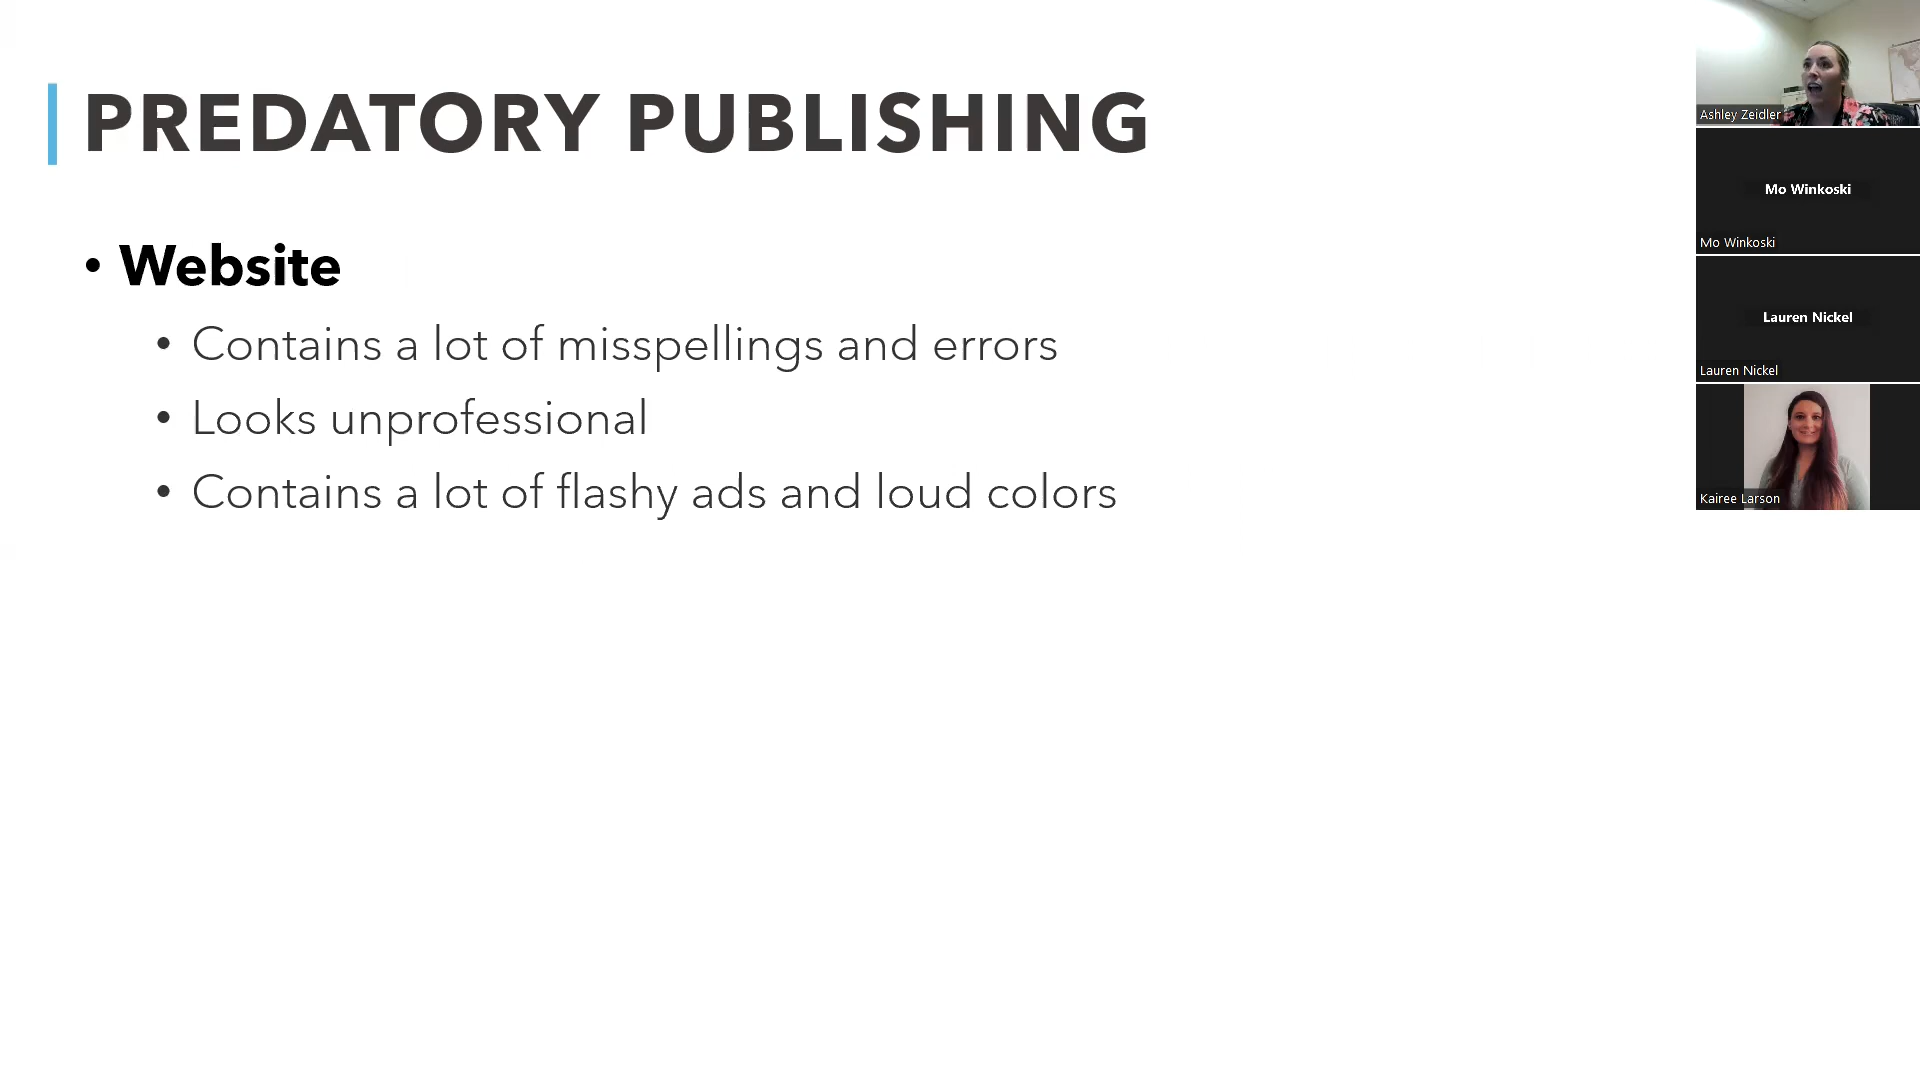 PREDATORY PUBLISHING
• Website
• Contains a lot of misspellings and errors
• Looks unprofessional
• Contains a lot of flashy ads and loud colors
Ashley Zeidler
Mo Winkoski
Mo Winkoski
Lauren Nickel
Lauren Nickel
Kairee Larson